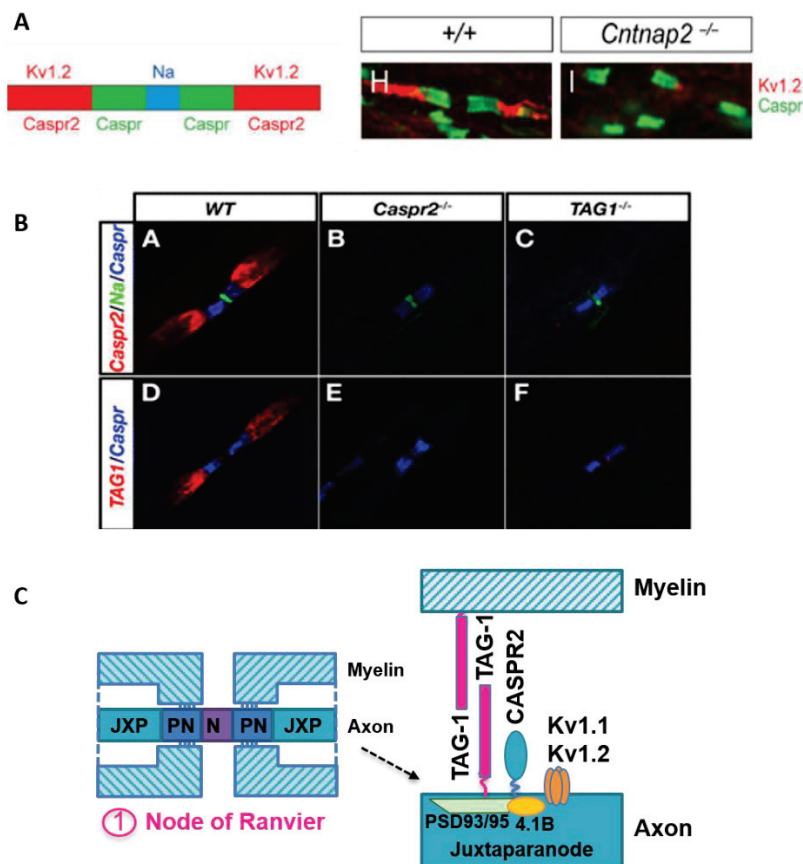 A
Kv1.2 Na Kv1.2
Caspr2 Caspr Caspr Caspr2
+/+ Cntnap2 -/-
H I Kv1.2
Caspr
B
WT Caspr2-/- TAG1-/-
Caspr2/Na/Caspr
A B C
TAG1/Caspr
D E F
C
Myelin
Axon
JXP PN N PN JXP
1 Node of Ranvier
Myelin
TAG-1
TAG-1
CASPR2
Kv1.1
Kv1.2
PSD93/95 4.1B
Juxtaparanode
Axon